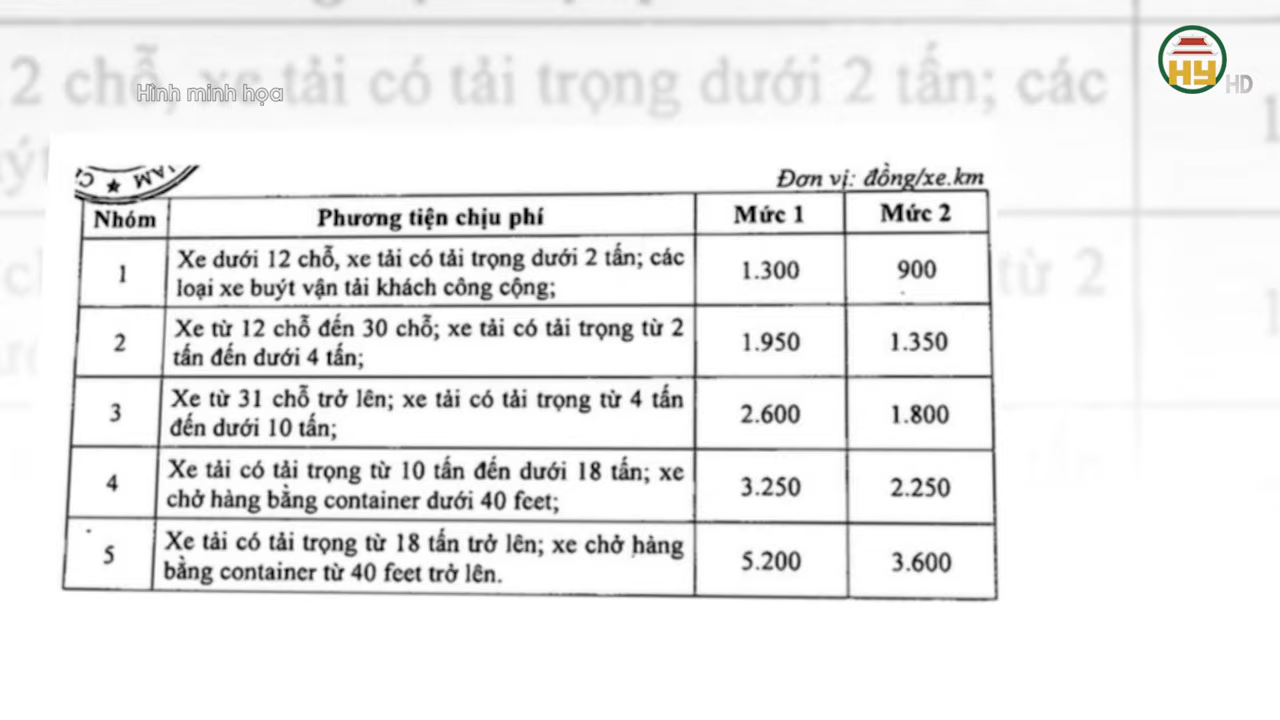 2 chỗ, xe tải có tải trọng dưới 2 tấn; các
Hình minh họa
HY HD
Đơn vị: đồng/xe.km
Nhóm Phương tiện chịu phí Mức 1 Mức 2
1 Xe dưới 12 chỗ, xe tải có tải trọng dưới 2 tấn; các 1.300 900
loại xe buýt vận tải khách công cộng;
2 Xe từ 12 chỗ đến 30 chỗ; xe tải có tải trọng từ 2 1.950 1.350
tấn đến dưới 4 tấn;
3 Xe từ 31 chỗ trở lên; xe tải có tải trọng từ 4 tấn 2.600 1.800
đến dưới 10 tấn;
4 Xe tải có tải trọng từ 10 tấn đến dưới 18 tấn; xe 3.250 2.250
chở hàng bằng container dưới 40 feet;
5 Xe tải có tải trọng từ 18 tấn trở lên; xe chở hàng 5.200 3.600
bằng container từ 40 feet trở lên.
từ 2